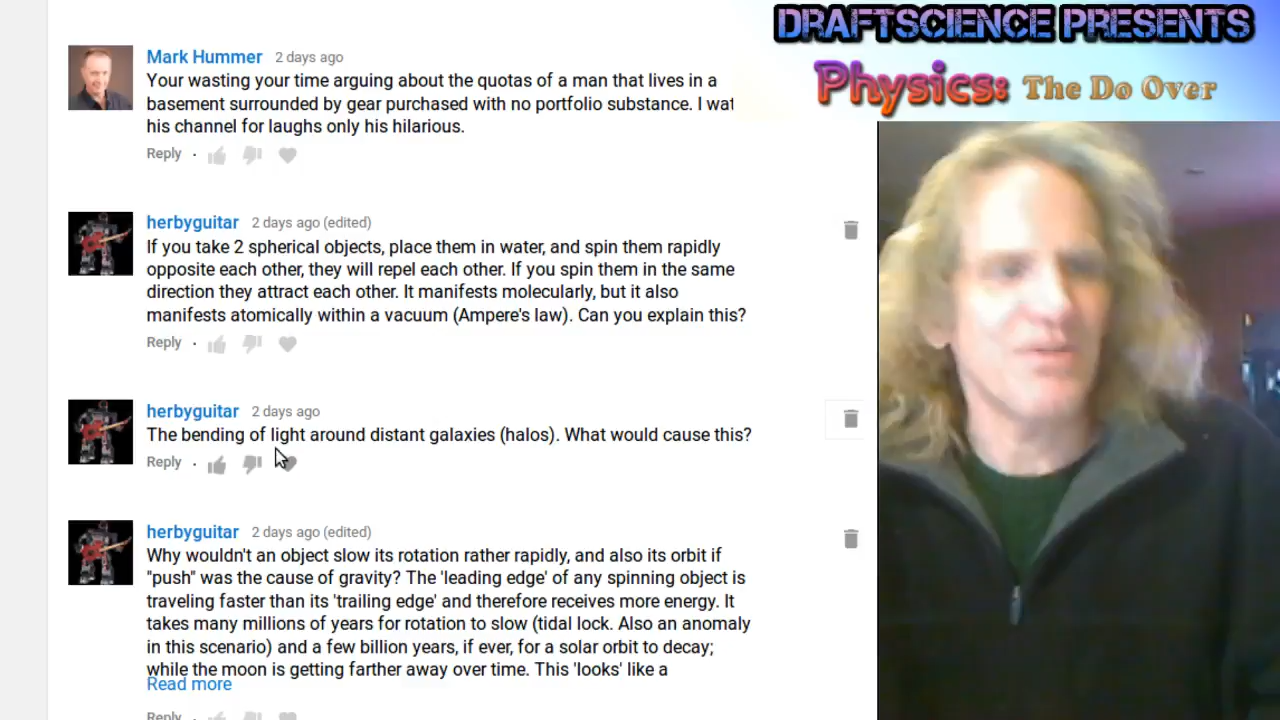 DRAFTSCIENCE PRESENTS
Physics: The Do Over
Mark Hummer 2 days ago
Your wasting your time arguing about the quotas of a man that lives in a
basement surrounded by gear purchased with no portfolio substance. I
his channel for laughs only his hilarious.
Reply
herbyguitar 2 days ago (edited)
If you take 2 spherical objects, place them in water, and spin them rapidly
opposite each other, they will repel each other. If you spin them in the same
direction they attract each other. It manifests molecularly, but it also
manifests atomically within a vacuum (Ampere's law). Can you explain this?
Reply
herbyguitar 2 days ago
The bending of light around distant galaxies (halos). What would cause this?
Reply
herbyguitar 2 days ago (edited)
Why wouldn't an object slow its rotation rather rapidly, and also its orbit if
"push" was the cause of gravity? The 'leading edge' of any spinning object is
traveling faster than its 'trailing edge' and therefore receives more energy. It
takes many millions of years for rotation to slow (tidal lock. Also an anomaly
in this scenario) and a few billion years, if ever, for a solar orbit to decay;
while the moon is getting farther away over time. This 'looks' like a
Read more
Reply